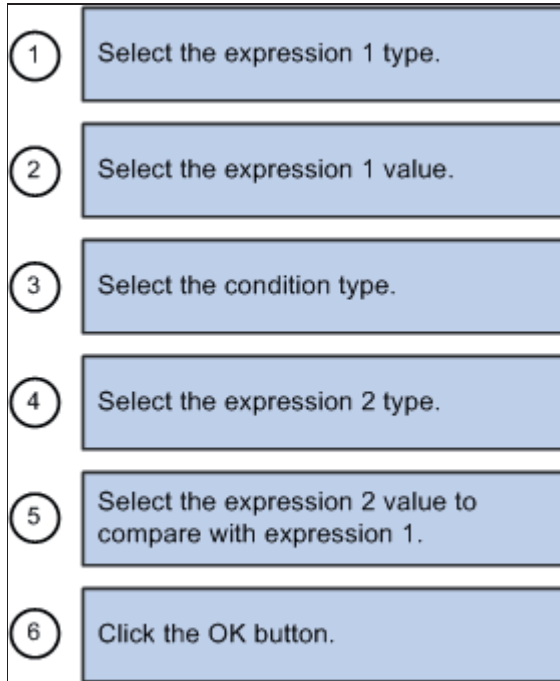 1 Select the expression 1 type.
2 Select the expression 1 value.
3 Select the condition type.
4 Select the expression 2 type.
5 Select the expression 2 value to
compare with expression 1.
6 Click the OK button.